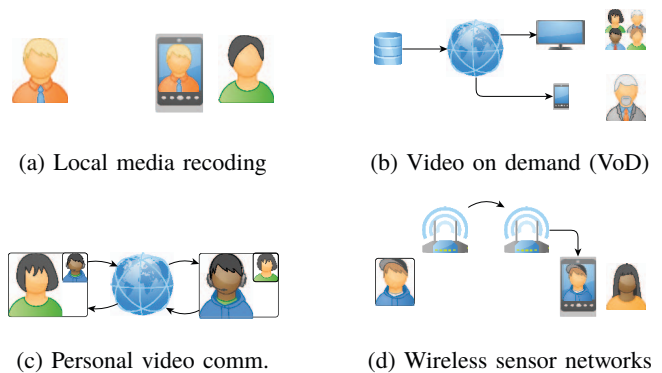 (a) Local media recoding
(b) Video on demand (VoD)
(c) Personal video comm.
(d) Wireless sensor networks